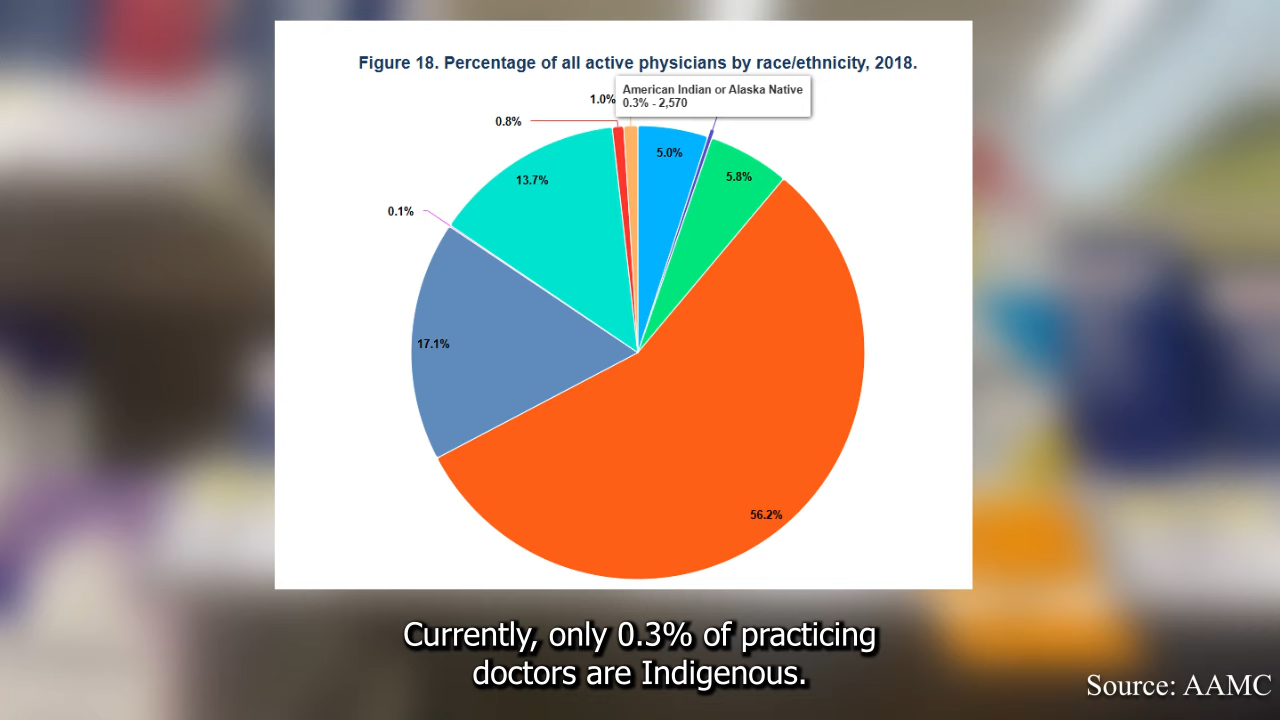 Figure 18. Percentage of all active physicians by race/ethnicity, 2018.
American Indian or Alaska Native
0.3% - 2,570
1.0%
0.8%
5.0%
5.8%
13.7%
0.1%
17.1%
56.2%
Currently, only 0.3% of practicing
doctors are Indigenous.
Source: AAMC